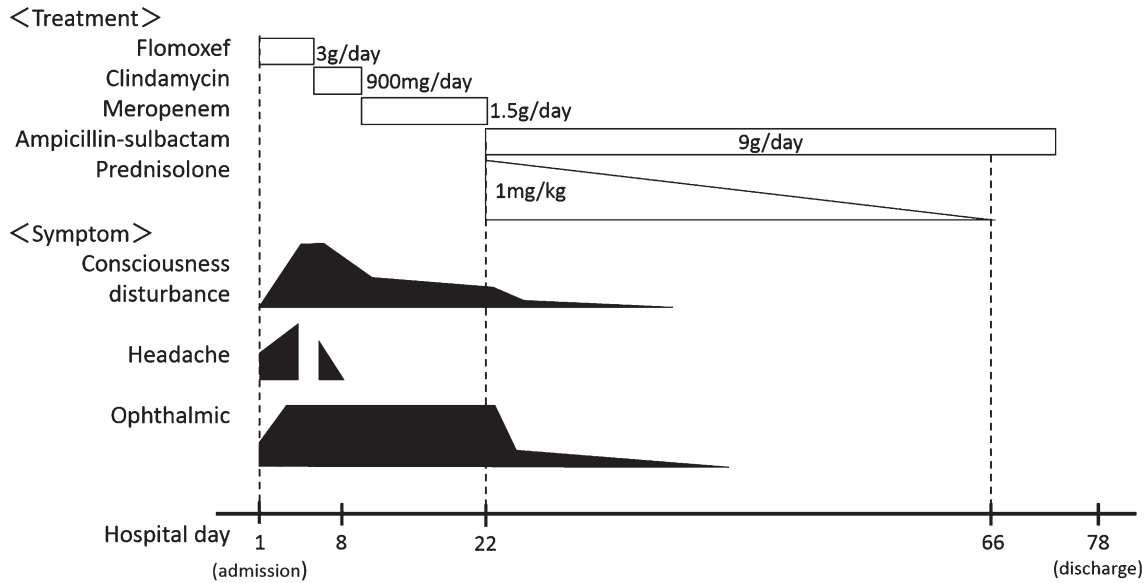 ＜Treatment＞
Flomoxef 3g/day
Clindamycin 900mg/day
Meropenem 1.5g/day
Ampicillin-sulbactam 9g/day
Prednisolone 1mg/kg
＜Symptom＞
Consciousness
disturbance
Headache
Ophthalmic
Hospital day 1 8 22 66 78
(admission) (discharge)